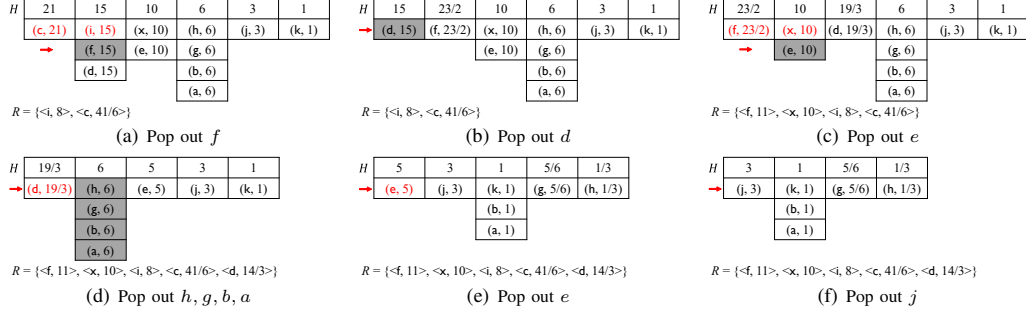 H 21 15 10 6 3 1
(c, 21) (i, 15) (x, 10) (h, 6) (j, 3) (k, 1)
(f, 15) (e, 10) (g, 6)
(d, 15) (b, 6)
(a, 6)
R = {<i, 8>, <c, 41/6>}
(a) Pop out f
H 15 23/2 10 6 3 1
(d, 15) (f, 23/2) (x, 10) (h, 6) (j, 3) (k, 1)
(e, 10) (g, 6)
(b, 6)
(a, 6)
R = {<i, 8>, <c, 41/6>}
(b) Pop out d
H 23/2 10 19/3 6 3 1
(f, 23/2) (x, 10) (d, 19/3) (h, 6) (j, 3) (k, 1)
(e, 10) (g, 6)
(b, 6)
(a, 6)
R = {<f, 11>, <x, 10>, <i, 8>, <c, 41/6>}
(c) Pop out e
H 19/3 6 5 3 1
(d, 19/3) (h, 6) (e, 5) (j, 3) (k, 1)
(g, 6)
(b, 6)
(a, 6)
R = {<f, 11>, <x, 10>, <i, 8>, <c, 41/6>, <d, 14/3>}
(d) Pop out h, g, b, a
H 5 3 1 5/6 1/3
(e, 5) (j, 3) (k, 1) (g, 5/6) (h, 1/3)
(b, 1)
(a, 1)
R = {<f, 11>, <x, 10>, <i, 8>, <c, 41/6>, <d, 14/3>}
(e) Pop out e
H 3 1 5/6 1/3
(j, 3) (k, 1) (g, 5/6) (h, 1/3)
(b, 1)
(a, 1)
R = {<f, 11>, <x, 10>, <i, 8>, <c, 41/6>, <d, 14/3>}
(f) Pop out j